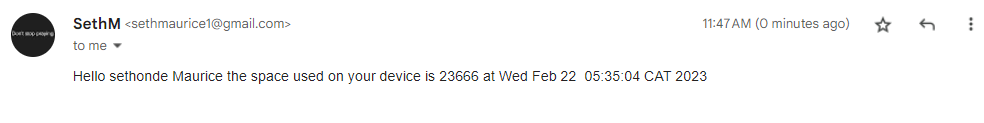 Don't stop praying
SethM <sethmaurice1@gmail.com>
11:47 AM (0 minutes ago)
to me
Hello sethonde Maurice the space used on your device is 23666 at Wed Feb 22  05:35:04 CAT 2023